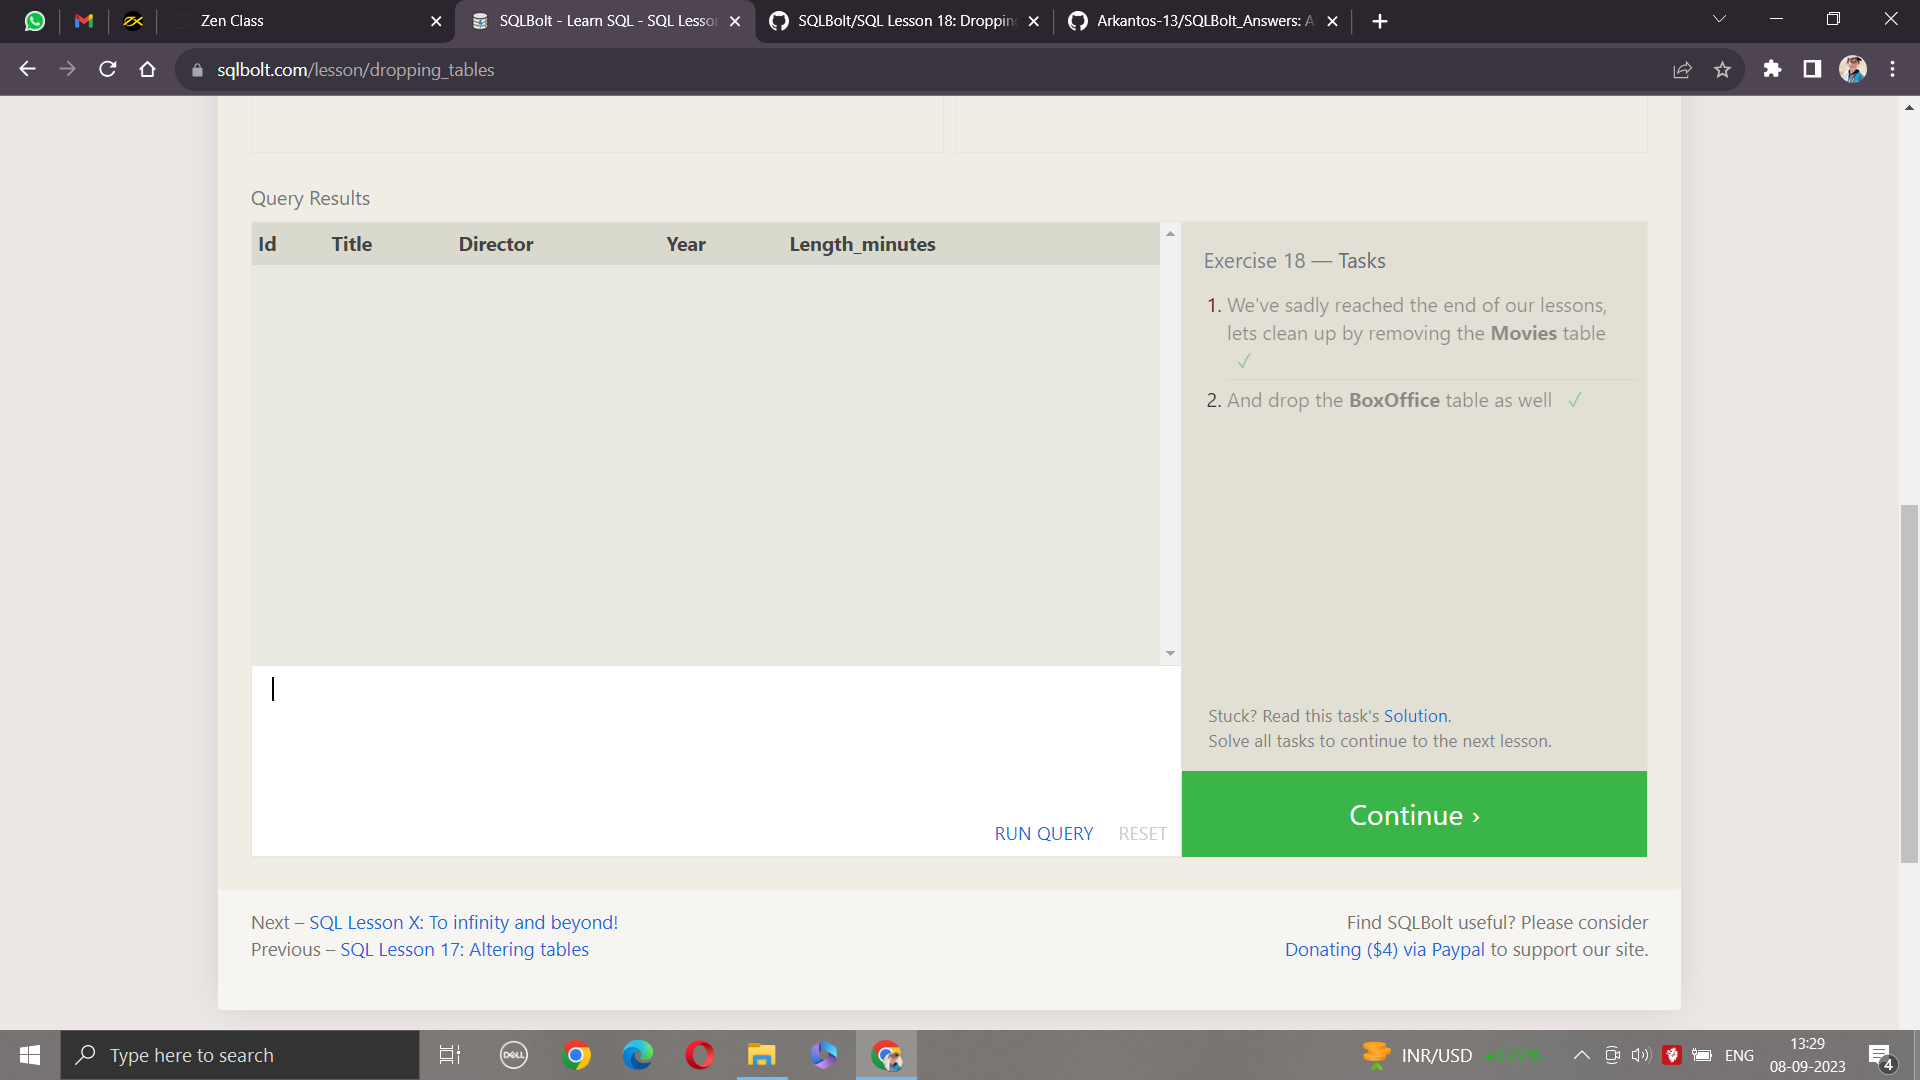 Zen Class
SQLBolt - Learn SQL - SQL Lesso
SQLBolt/SQL Lesson 18: Dropping
Arkantos-13/SQLBolt_Answers: A
sqlbolt.com/lesson/dropping_tables
Query Results
Id Title Director Year Length_minutes
Exercise 18 — Tasks
1. We've sadly reached the end of our lessons,
lets clean up by removing the Movies table
✓
2. And drop the BoxOffice table as well ✓
Stuck? Read this task's Solution.
Solve all tasks to continue to the next lesson.
RUN QUERY RESET
Continue ›
Next – SQL Lesson X: To infinity and beyond!
Previous – SQL Lesson 17: Altering tables
Find SQLBolt useful? Please consider
Donating ($4) via Paypal to support our site.
Type here to search
DELL
INR/USD +0.22%
ENG
13:29
08-09-2023
4